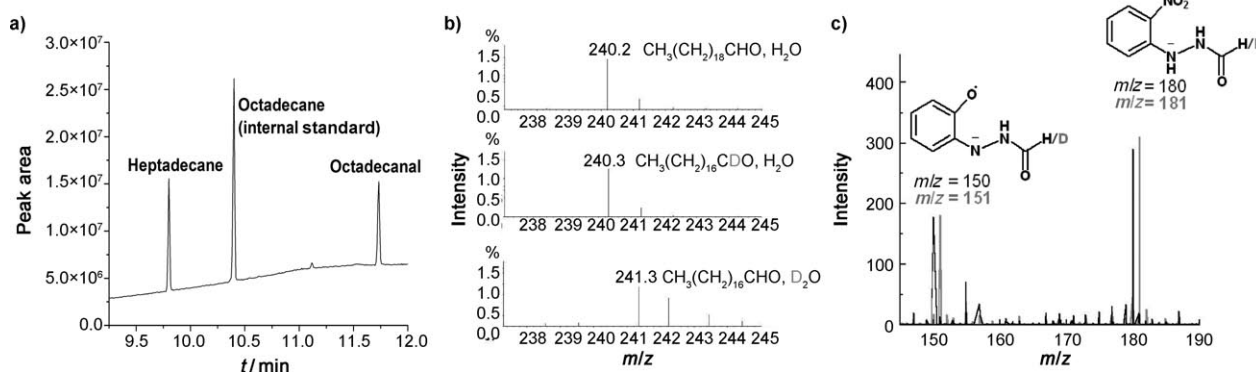 a)
3.0×10⁷
2.5×10⁷
2.0×10⁷
1.5×10⁷
1.0×10⁷
5.0×10⁶
0.0
Peak area
Heptadecane
Octadecane
(internal standard)
Octadecanal
9.5 10.0 10.5 11.0 11.5 12.0
t / min
b)
%
1.5
1.0
0.5
0.0
240.2 CH₃(CH₂)₁₈CHO, H₂O
238 239 240 241 242 243 244 245
%
1.5
1.0
0.5
0.0
240.3 CH₃(CH₂)₁₆CDO, H₂O
238 239 240 241 242 243 244 245
Intensity
%
1.5
1.0
0.5
0.0
241.3 CH₃(CH₂)₁₆CHO, D₂O
238 239 240 241 242 243 244 245
m/z
c)
400
300
200
100
0
Intensity
O•
N⁻
H
N
H/D
O
m/z = 150
m/z = 151
NO₂
H
N
N⁻
H
H/
O
m/z = 180
m/z = 181
150 160 170 180 190
m/z